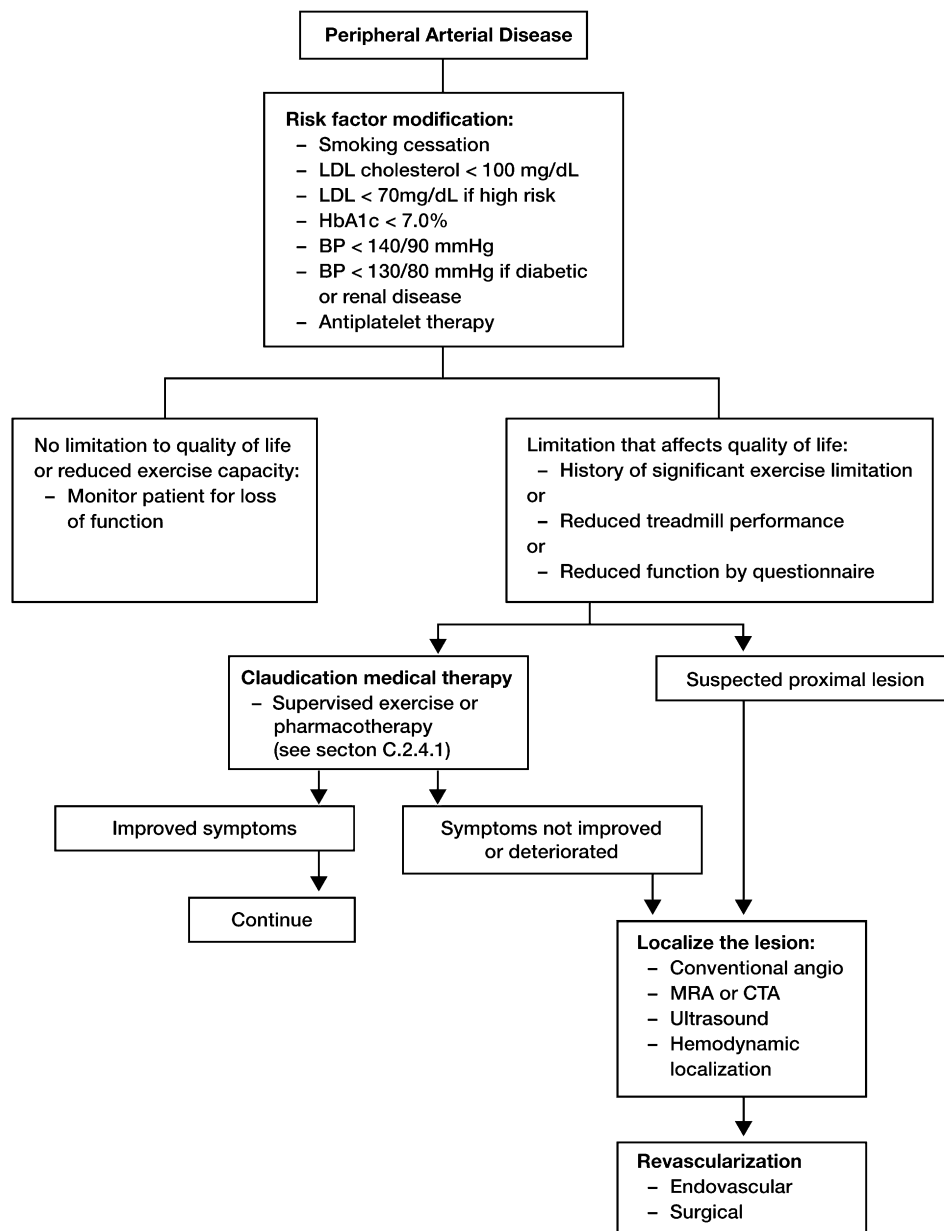 Peripheral Arterial Disease
Risk factor modification:
– Smoking cessation
– LDL cholesterol < 100 mg/dL
– LDL < 70mg/dL if high risk
– HbA1c < 7.0%
– BP < 140/90 mmHg
– BP < 130/80 mmHg if diabetic
or renal disease
– Antiplatelet therapy
No limitation to quality of life
or reduced exercise capacity:
– Monitor patient for loss
of function
Limitation that affects quality of life:
– History of significant exercise limitation
or
– Reduced treadmill performance
or
– Reduced function by questionnaire
Claudication medical therapy
– Supervised exercise or
pharmacotherapy
(see secton C.2.4.1)
Suspected proximal lesion
Improved symptoms
Symptoms not improved
or deteriorated
Continue
Localize the lesion:
– Conventional angio
– MRA or CTA
– Ultrasound
– Hemodynamic
localization
Revascularization
– Endovascular
– Surgical